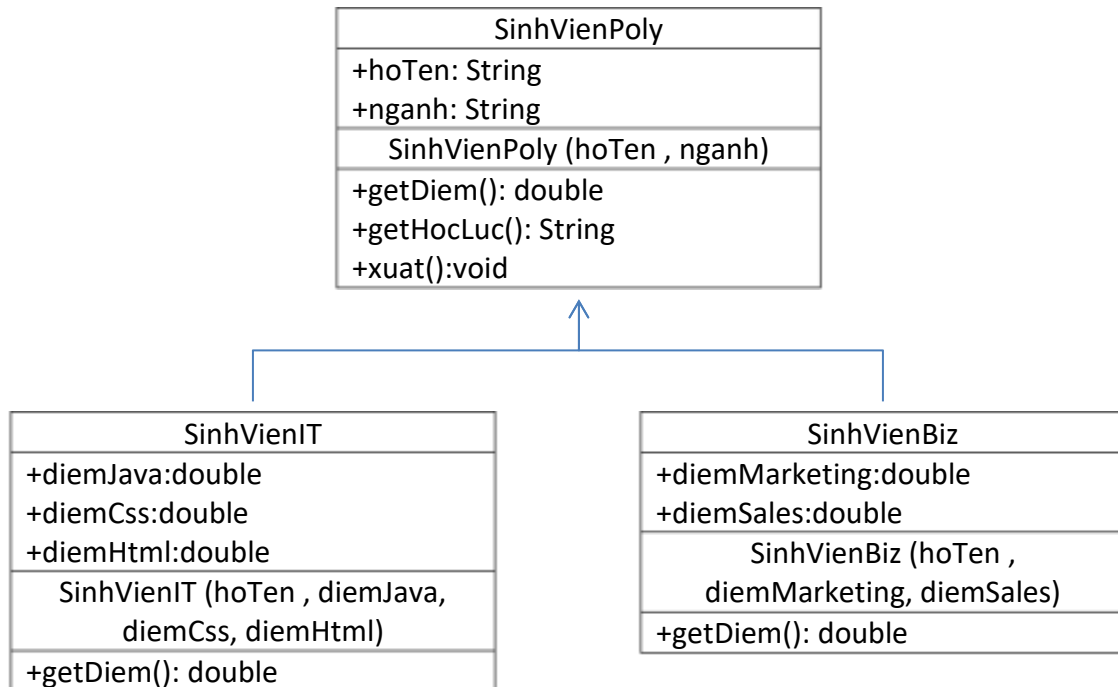 SinhVienPoly
+hoTen: String
+nganh: String
SinhVienPoly (hoTen , nganh)
+getDiem(): double
+getHocLuc(): String
+xuat():void
SinhVienIT
+diemJava:double
+diemCss:double
+diemHtml:double
SinhVienIT (hoTen , diemJava,
diemCss, diemHtml)
+getDiem(): double
SinhVienBiz
+diemMarketing:double
+diemSales:double
SinhVienBiz (hoTen ,
diemMarketing, diemSales)
+getDiem(): double